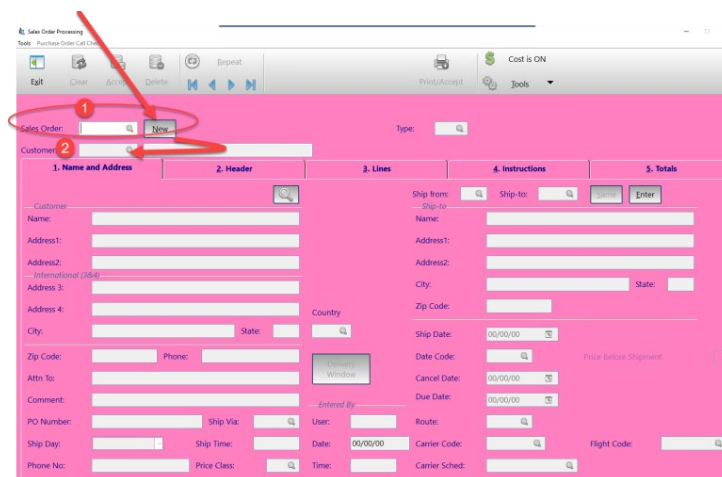 Sales Order Processing
Tools Purchase Order Call Che
Exit Clear Accept Delete Repeat Print/Accept Cost is ON
Tools
1
Sales Order: New Type:
Customer: 2
1. Name and Address 2. Header 3. Lines 4. Instructions 5. Totals
Ship from: Ship-to: Same Enter
Customer Ship-to
Name: Name:
Address1: Address1:
Address2: Address2:
International (3&4)
Address 3: City: State:
Address 4: Country Zip Code:
City: State: Ship Date: 00/00/00
Zip Code: Phone: Delivery Window Date Code: Price Before Shipment
Attn To: Cancel Date: 00/00/00
Comment: Entered By Due Date: 00/00/00
PO Number: Ship Via: User: Route:
Ship Day: Ship Time: Date: 00/00/00 Carrier Code: Flight Code:
Phone No: Price Class: Time: Carrier Sched: